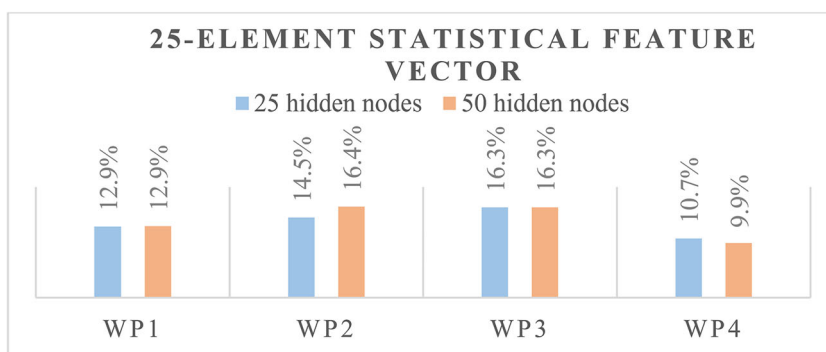 25-ELEMENT STATISTICAL FEATURE
VECTOR
25 hidden nodes 50 hidden nodes
12.9% 12.9% 14.5% 16.4% 16.3% 16.3% 10.7% 9.9%
WP1 WP2 WP3 WP4